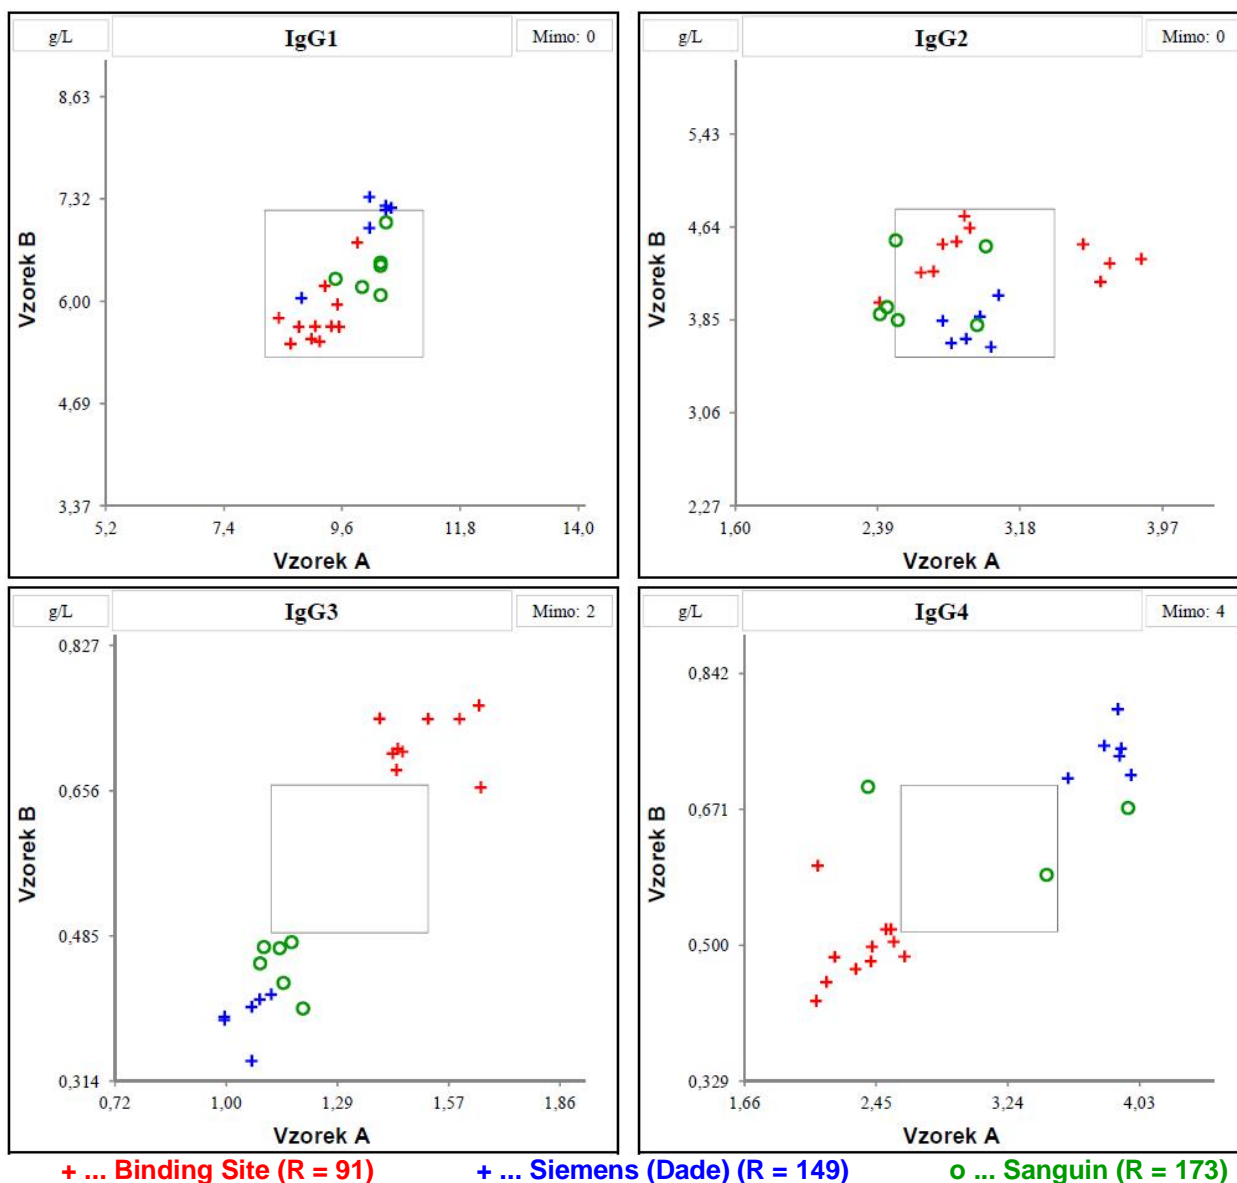 g/L IgG1 Mimo: 0
8,63
7,32
6,00
4,69
3,37
Vzorek B
5,2 7,4 9,6 11,8 14,0
Vzorek A
g/L IgG2 Mimo: 0
5,43
4,64
3,85
3,06
2,27
Vzorek B
1,60 2,39 3,18 3,97
Vzorek A
g/L IgG3 Mimo: 2
0,827
0,656
0,485
0,314
Vzorek B
0,72 1,00 1,29 1,57 1,86
Vzorek A
g/L IgG4 Mimo: 4
0,842
0,671
0,500
0,329
Vzorek B
1,66 2,45 3,24 4,03
Vzorek A
+ ... Binding Site (R = 91) + ... Siemens (Dade) (R = 149) o ... Sanguin (R = 173)